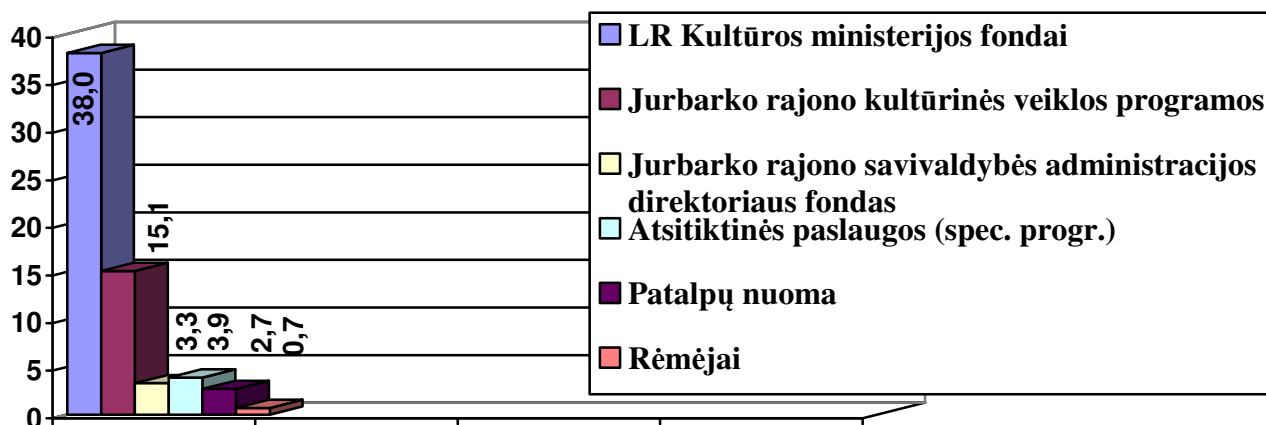 40
35
30
25
20
15
10
5
0
38,0
15,1
3,3
3,9
2,7
0,7
LR Kultūros ministerijos fondai
Jurbarko rajono kultūrinės veiklos programos
Jurbarko rajono savivaldybės administracijos
direktoriaus fondas
Atsitiktinės paslaugos (spec. progr.)
Patalpų nuoma
Rėmėjai